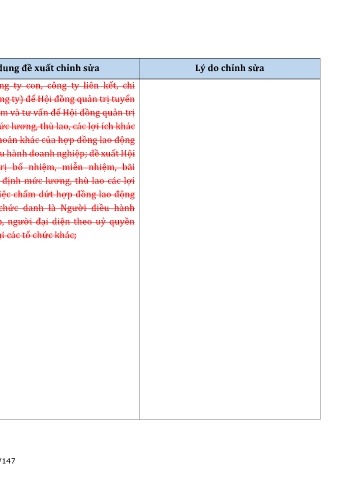 dung đề xuất chỉnh sửa
Lý do chỉnh sửa
ng ty con, công ty liên kết, chi
ng ty) để Hội đồng quản trị tuyển
m và tư vấn để Hội đồng quản trị
ức lương, thù lao, các lợi ích khác
hoản khác của hợp đồng lao động
u hành doanh nghiệp; đề xuất Hội
trị bổ nhiệm, miễn nhiệm, bãi
định mức lương, thù lao các lợi
iệc chấm dứt hợp đồng lao động
chức danh là Người điều hành
, người đại diện theo uỷ quyền
ại các tổ chức khác;
/147